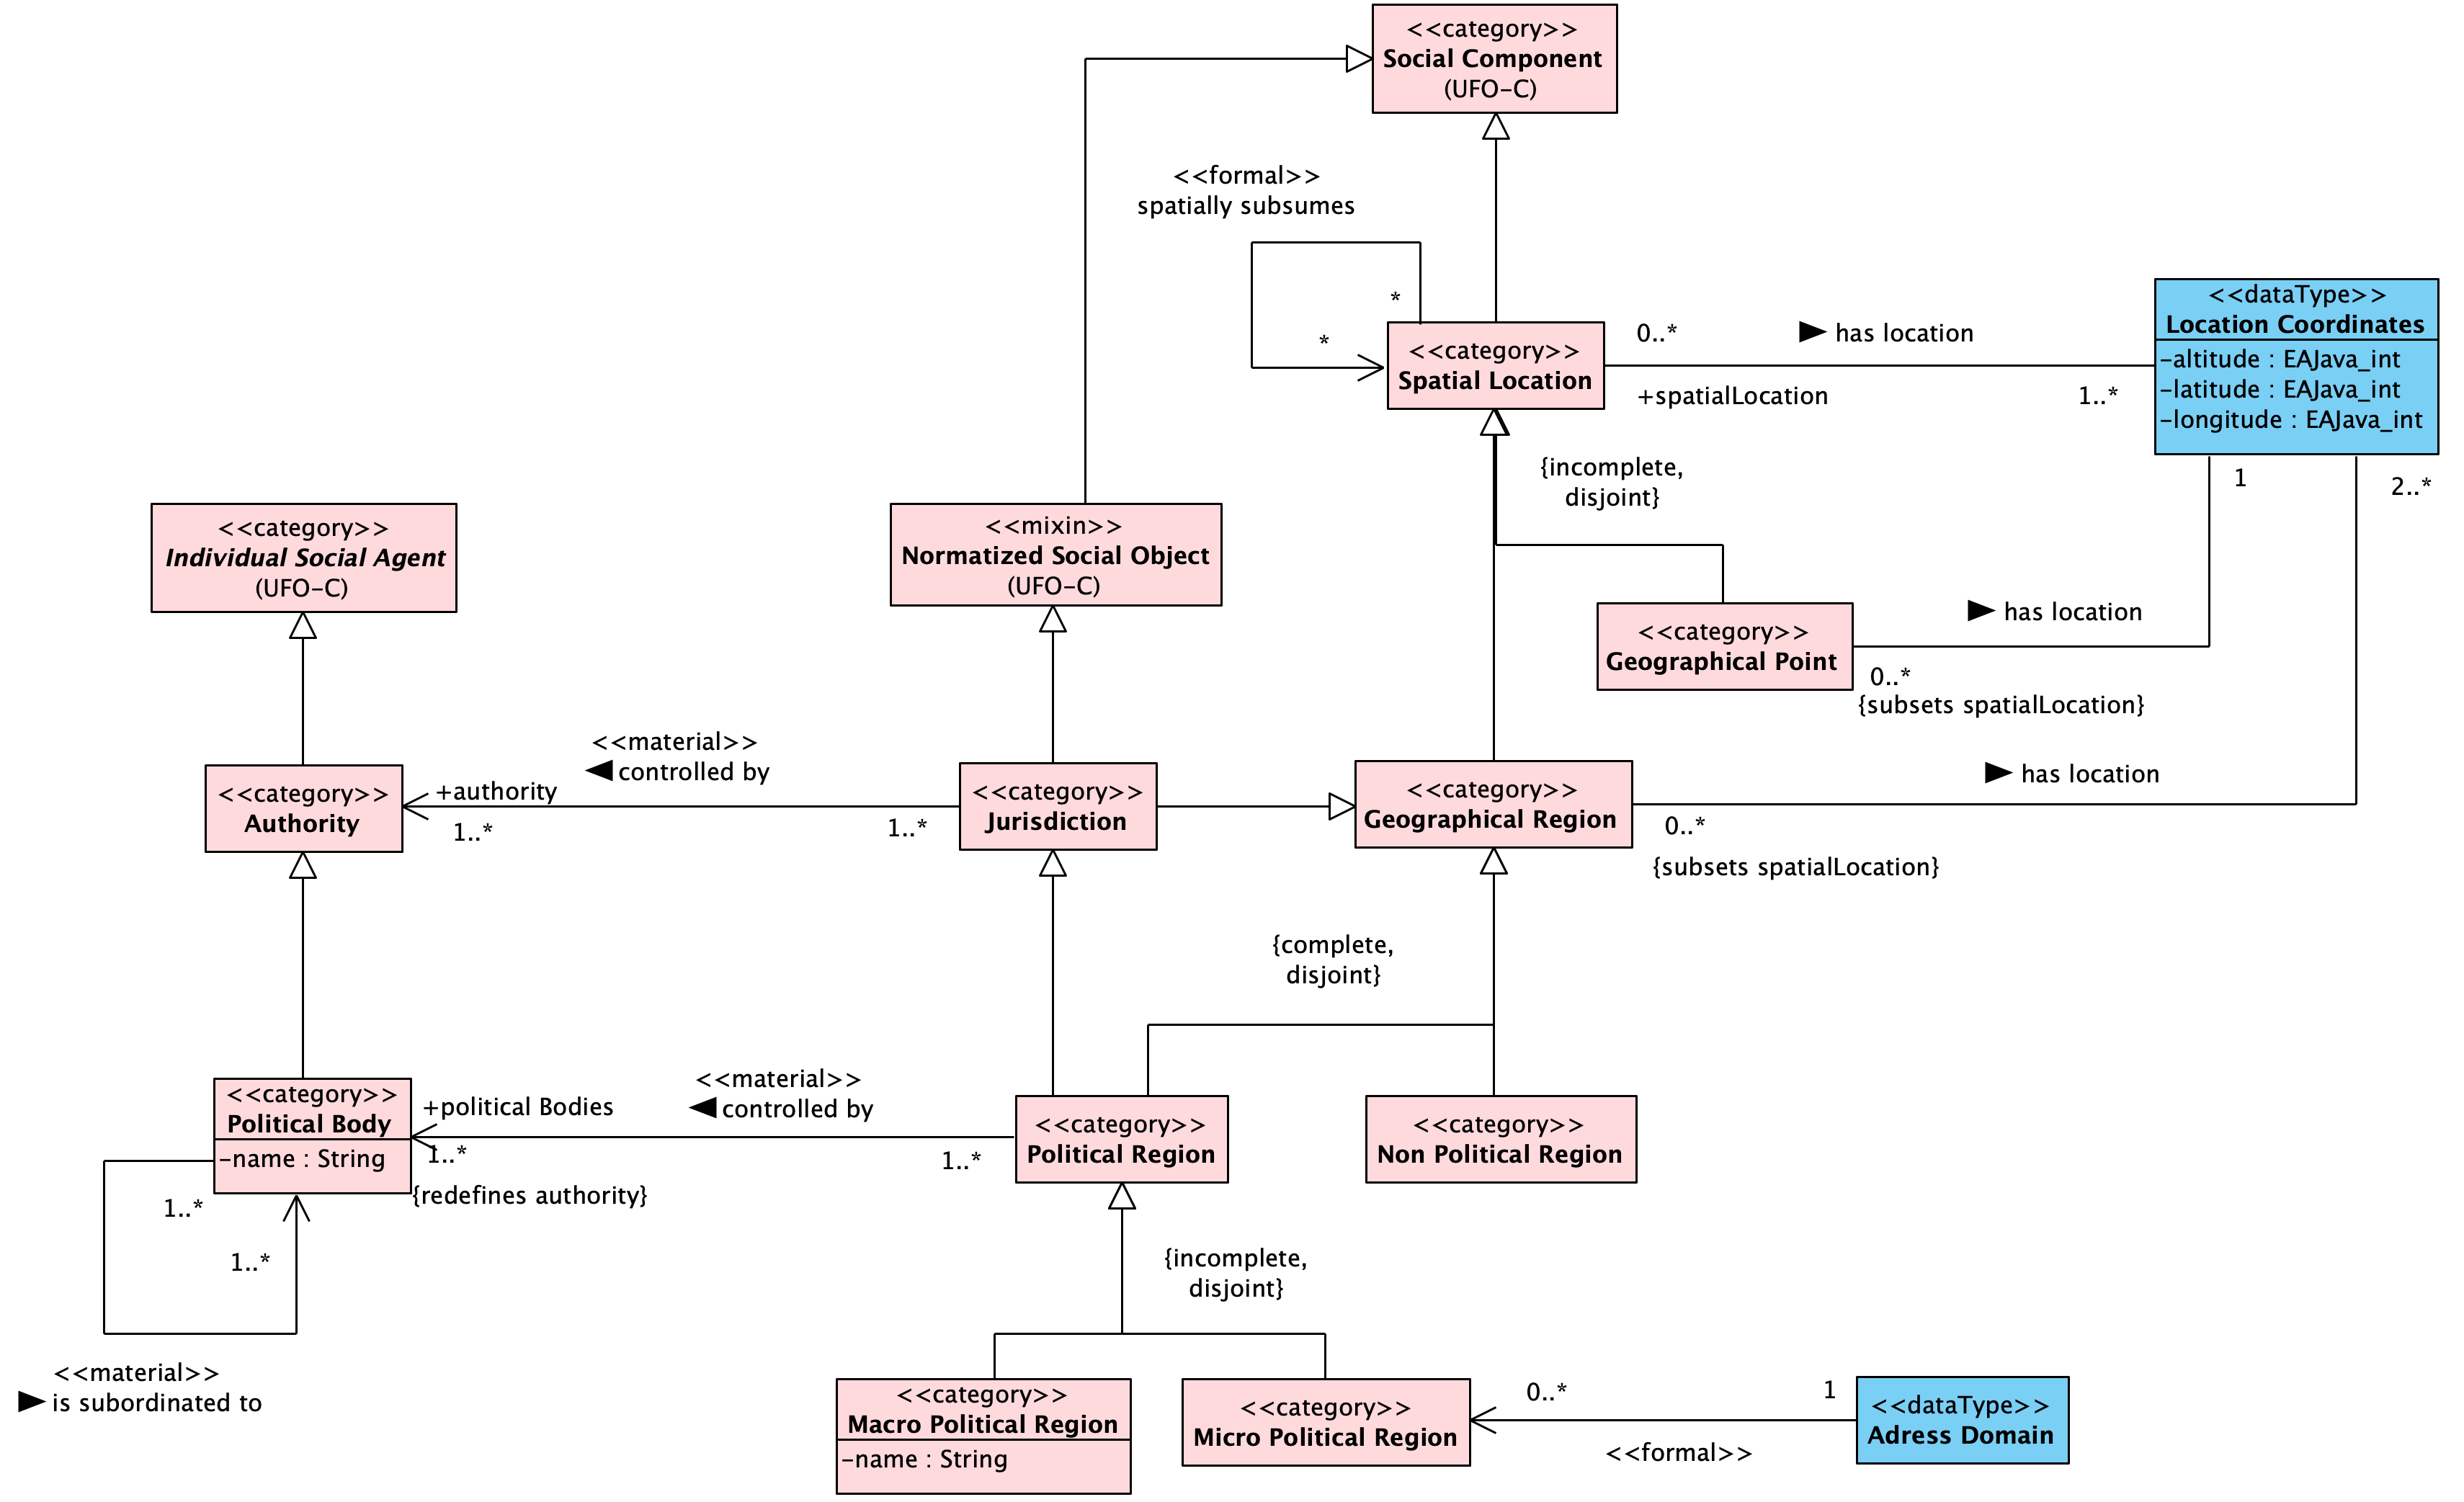 <<category>>
Social Component
(UFO-C)
<<formal>>
spatially subsumes
*
*
<<category>>
Spatial Location
0..*
► has location
+spatialLocation
1..*
<<dataType>>
Location Coordinates
-altitude : EAJava_int
-latitude : EAJava_int
-longitude : EAJava_int
{incomplete,
disjoint}
1
2..*
<<category>>
Individual Social Agent
(UFO-C)
<<mixin>>
Normatized Social Object
(UFO-C)
<<category>>
Geographical Point
► has location
0..*
{subsets spatialLocation}
<<category>>
Authority
+authority
1..*
<<material>>
◄ controlled by
1..*
<<category>>
Jurisdiction
<<category>>
Geographical Region
► has location
0..*
{subsets spatialLocation}
{complete,
disjoint}
<<category>>
Political Body
-name : String
+political Bodies
1..*
{redefines authority}
<<material>>
◄ controlled by
1..*
<<category>>
Political Region
<<category>>
Non Political Region
1..*
1..*
<<material>>
► is subordinated to
{incomplete,
disjoint}
<<category>>
Macro Political Region
-name : String
<<category>>
Micro Political Region
0..*
1
<<formal>>
<<dataType>>
Adress Domain